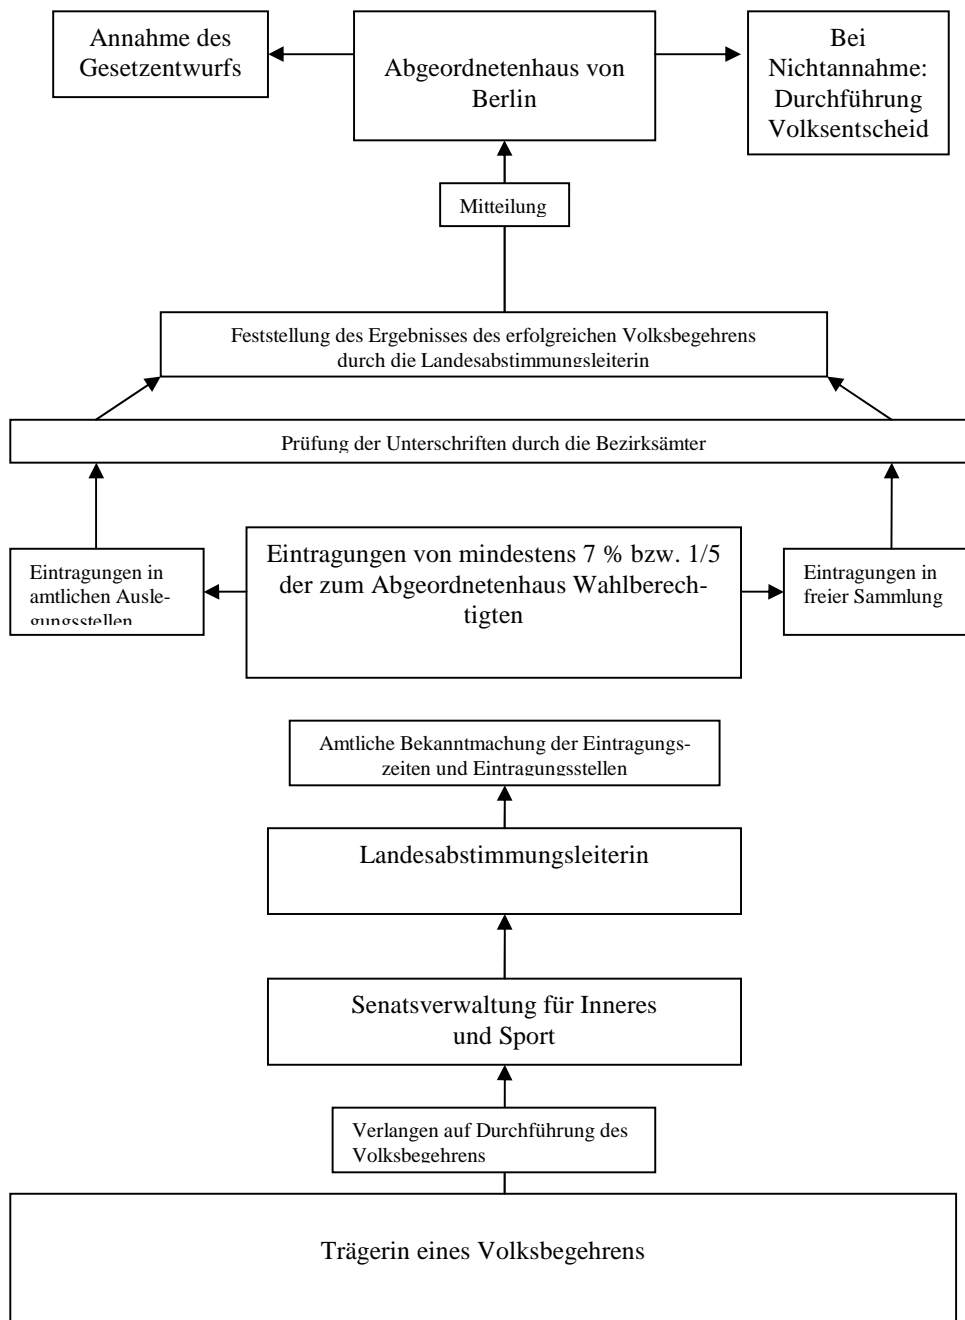 Annahme des
Gesetzentwurfs
Abgeordnetenhaus von
Berlin
Bei
Nichtannahme:
Durchführung
Volksentscheid
Mitteilung
Feststellung des Ergebnisses des erfolgreichen Volksbegehrens
durch die Landesabstimmungsleiterin
Prüfung der Unterschriften durch die Bezirksämter
Eintragungen in
amtlichen Ausle-
gungsstellen
Eintragungen von mindestens 7 % bzw. 1/5
der zum Abgeordnetenhaus Wahlberech-
tigten
Eintragungen in
freier Sammlung
Amtliche Bekanntmachung der Eintragungs-
zeiten und Eintragungsstellen
Landesabstimmungsleiterin
Senatsverwaltung für Inneres
und Sport
Verlangen auf Durchführung des
Volksbegehrens
Trägerin eines Volksbegehrens